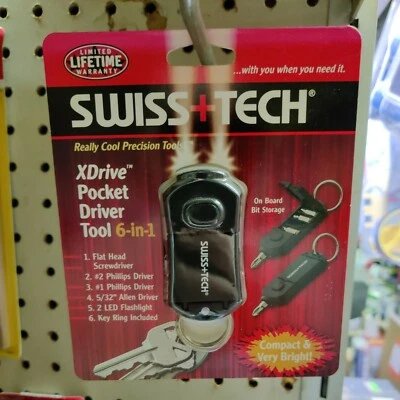 LIMITED
LIFETIME
WARRANTY
...with you when you need it.
SWISS+TECH®
Really Cool Precision Tools
XDrive™
Pocket
Driver
Tool 6-in-1
1. Flat Head
Screwdriver
2. #2 Phillips Driver
3. #1 Phillips Driver
4. 5/32" Allen Driver
5. 2 LED Flashlight
6. Key Ring Included
On Board
Bit Storage
SWISS+TECH
Compact &
Very Bright!